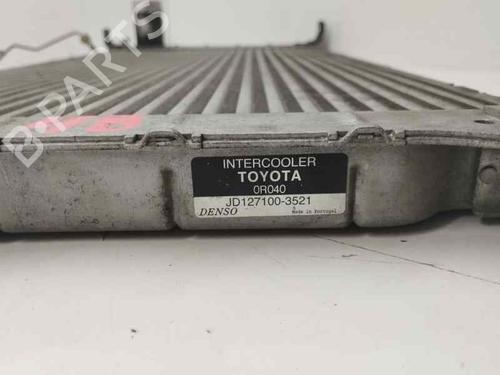 B-PARTS
INTERCOOLER
TOYOTA
0R040
JD127100-3521
DENSO
Made in Portugal